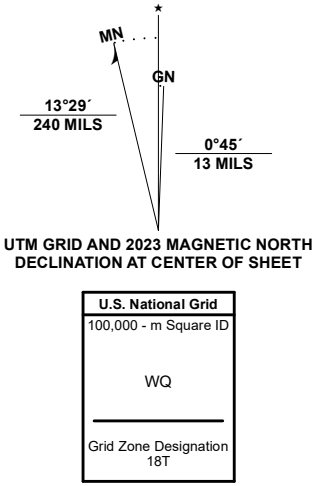 MN
GN
13°29´
240 MILS
0°45´
13 MILS
UTM GRID AND 2023 MAGNETIC NORTH
DECLINATION AT CENTER OF SHEET
U.S. National Grid
100,000 - m Square ID
WQ
Grid Zone Designation
18T